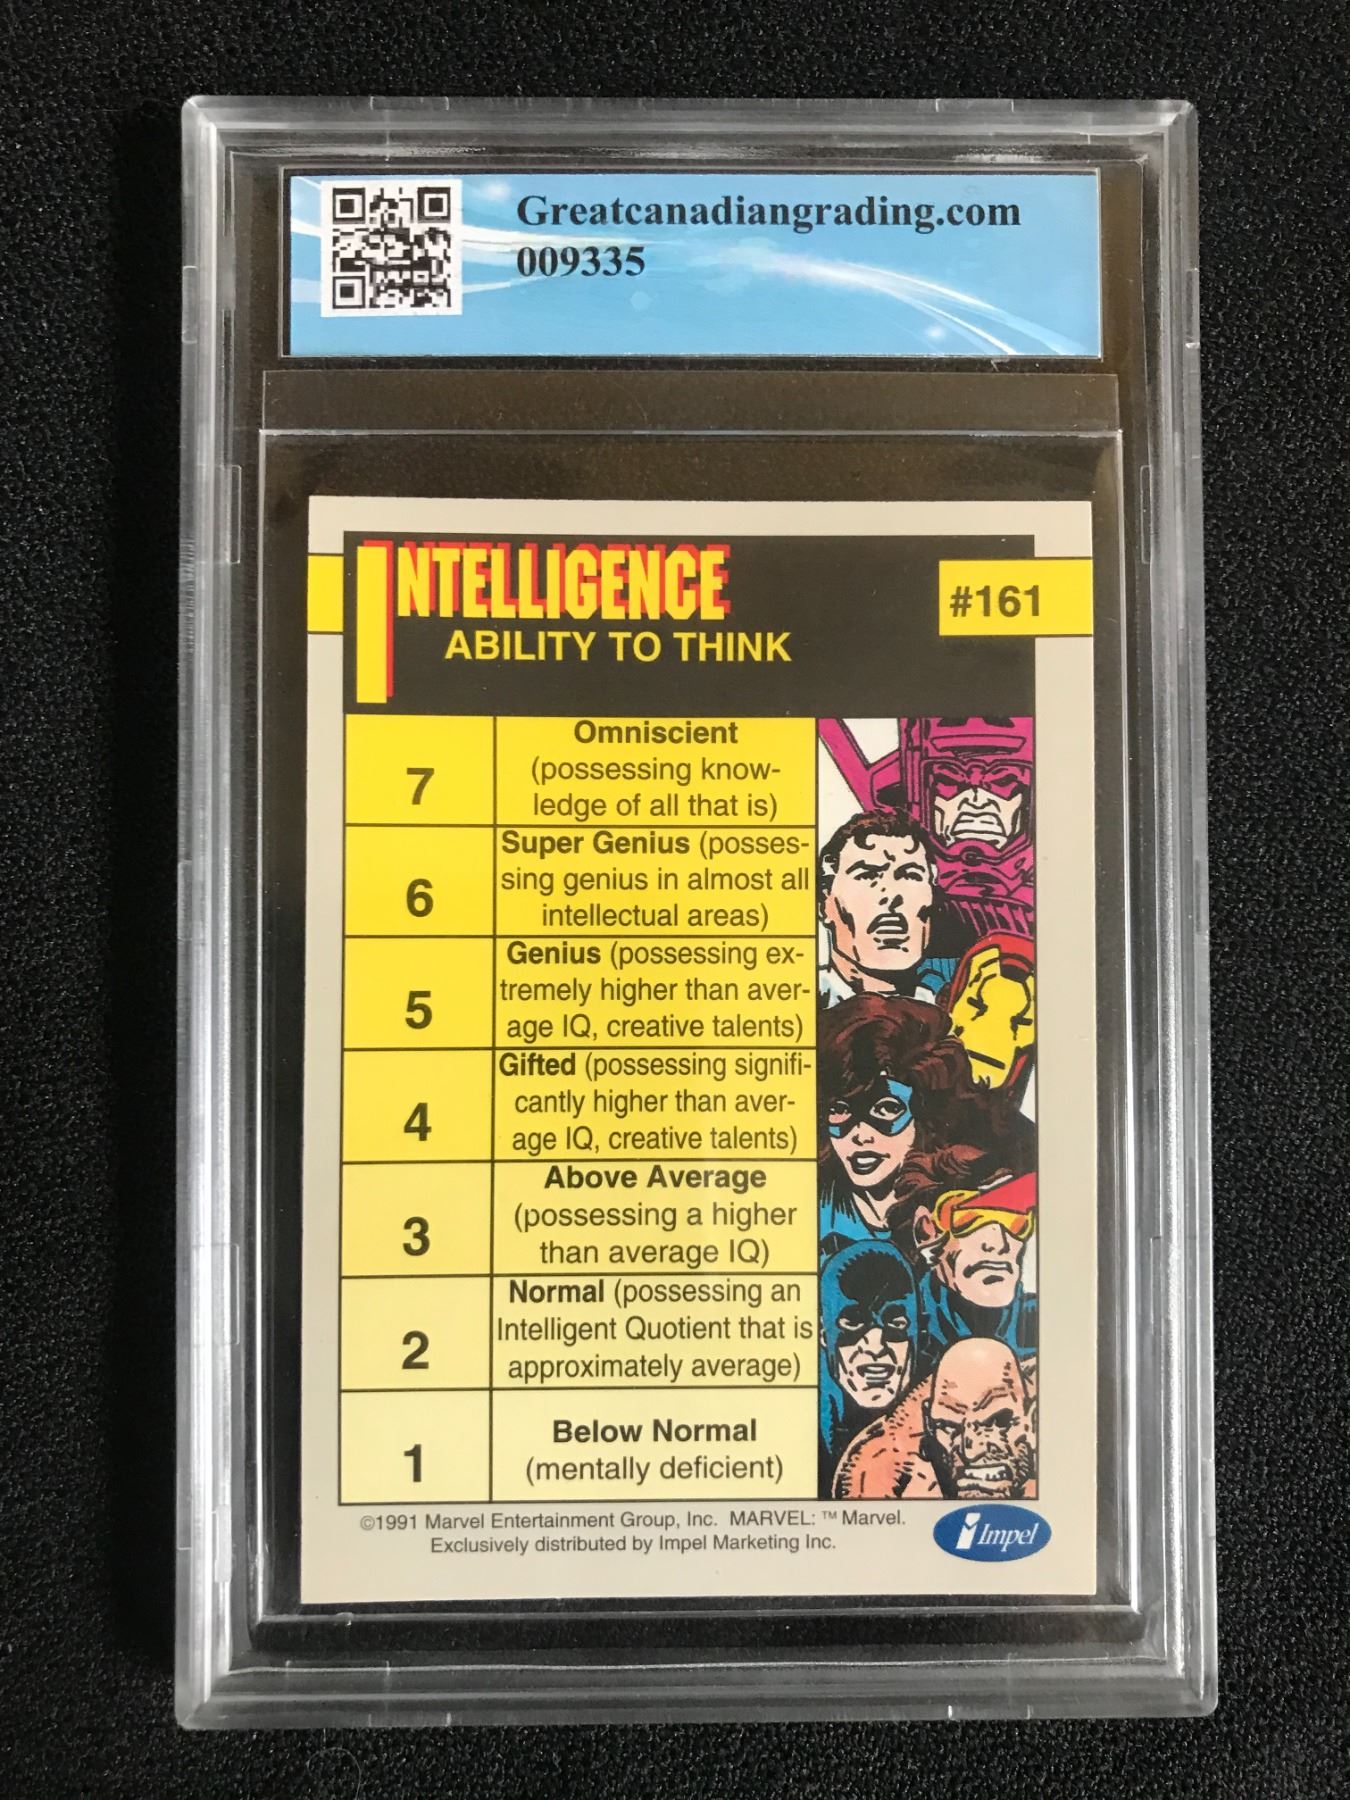 Greatcanadiangrading.com
009335
INTELLIGENCE
ABILITY TO THINK
#161
7
Omniscient
(possessing know-
ledge of all that is)
6
Super Genius (posses-
sing genius in almost all
intellectual areas)
5
Genius (possessing ex-
tremely higher than aver-
age IQ, creative talents)
4
Gifted (possessing signifi-
cantly higher than aver-
age IQ, creative talents)
3
Above Average
(possessing a higher
than average IQ)
2
Normal (possessing an
Intelligent Quotient that is
approximately average)
1
Below Normal
(mentally deficient)
©1991 Marvel Entertainment Group, Inc. MARVEL: ™ Marvel.
Exclusively distributed by Impel Marketing Inc.
Impel